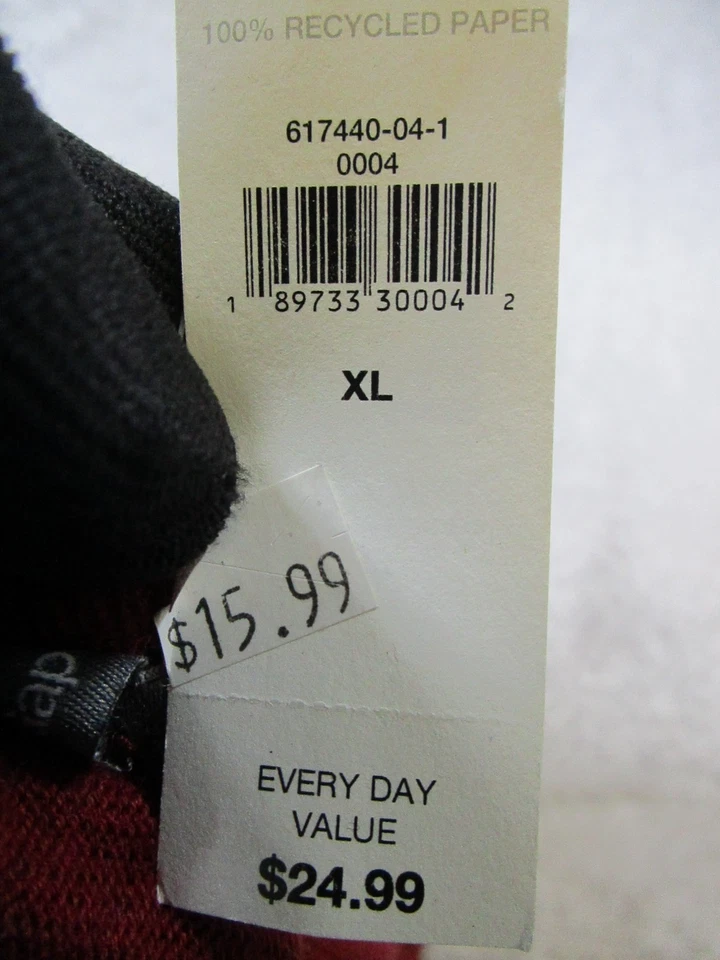 100% RECYCLED PAPER
617440-04-1
0004
1 89733 30004 2
XL
$15.99
EVERY DAY
VALUE
$24.99